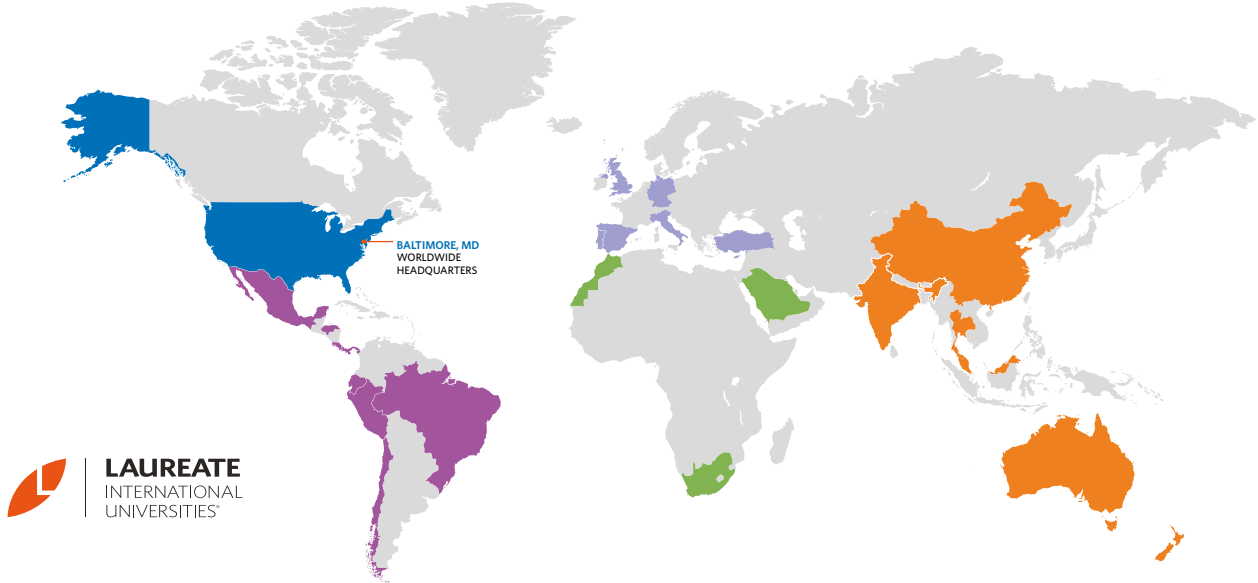 BALTIMORE, MD
WORLDWIDE
HEADQUARTERS
LAUREATE
INTERNATIONAL
UNIVERSITIES®